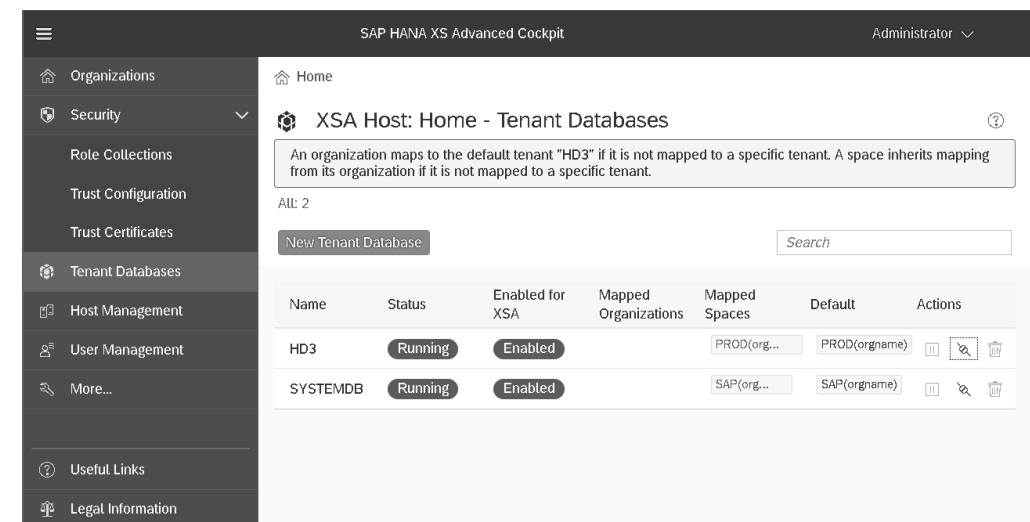 SAP HANA XS Advanced Cockpit
Administrator
Organizations
Security
Role Collections
Trust Configuration
Trust Certificates
Tenant Databases
Host Management
User Management
More...
Useful Links
Legal Information
Home
XSA Host: Home - Tenant Databases
An organization maps to the default tenant "HD3" if it is not mapped to a specific tenant. A space inherits mapping
from its organization if it is not mapped to a specific tenant.
All: 2
New Tenant Database
Search
Name Status Enabled for XSA Mapped Organizations Mapped Spaces Default Actions
HD3 Running Enabled PROD(org... PROD(orgname)
SYSTEMDB Running Enabled SAP(org... SAP(orgname)